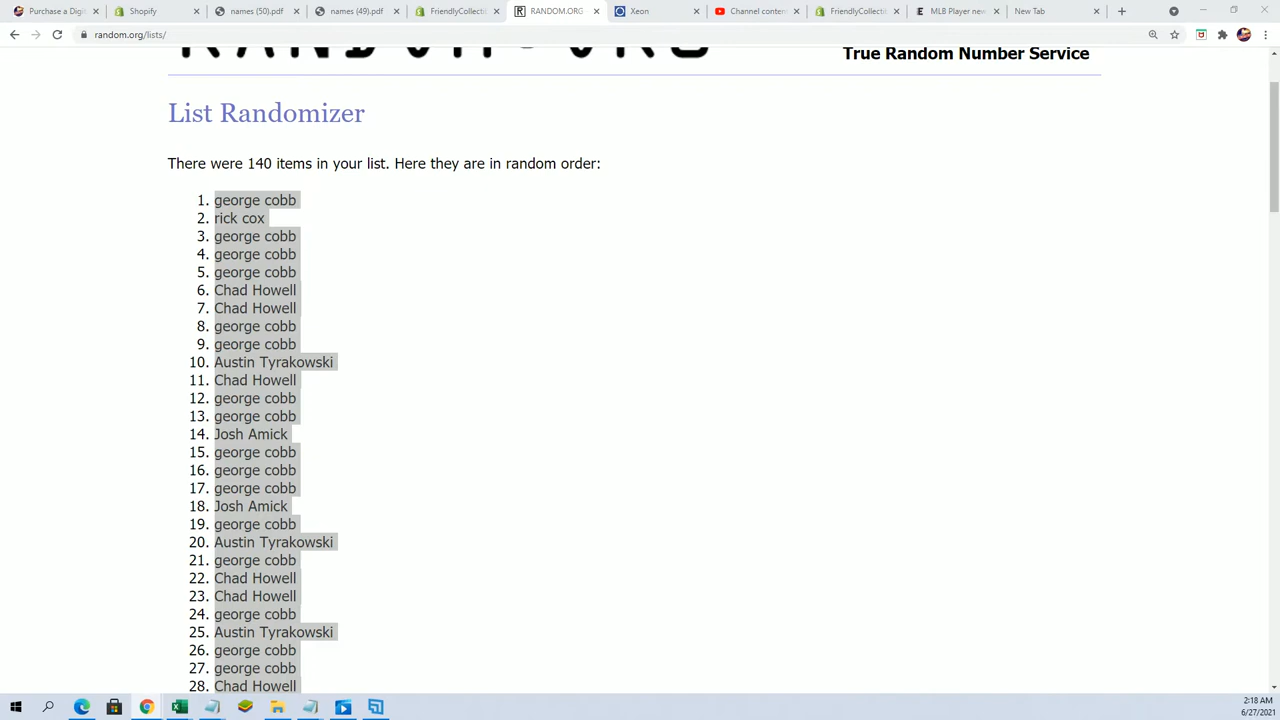 Purchase a Digi
Shopify
names (50).pdf
names (49).pdf
FriendlyCollecti
RANDOM.ORG
Xeon
Channel conten
FriendlyCollecti
MLB Player nev
New Tab
random.org/lists/
RANDOM.ORG
True Random Number Service
List Randomizer
There were 140 items in your list. Here they are in random order:
1. george cobb
2. rick cox
3. george cobb
4. george cobb
5. george cobb
6. Chad Howell
7. Chad Howell
8. george cobb
9. george cobb
10. Austin Tyrakowski
11. Chad Howell
12. george cobb
13. george cobb
14. Josh Amick
15. george cobb
16. george cobb
17. george cobb
18. Josh Amick
19. george cobb
20. Austin Tyrakowski
21. george cobb
22. Chad Howell
23. Chad Howell
24. george cobb
25. Austin Tyrakowski
26. george cobb
27. george cobb
28. Chad Howell
2:18 AM
6/27/2021